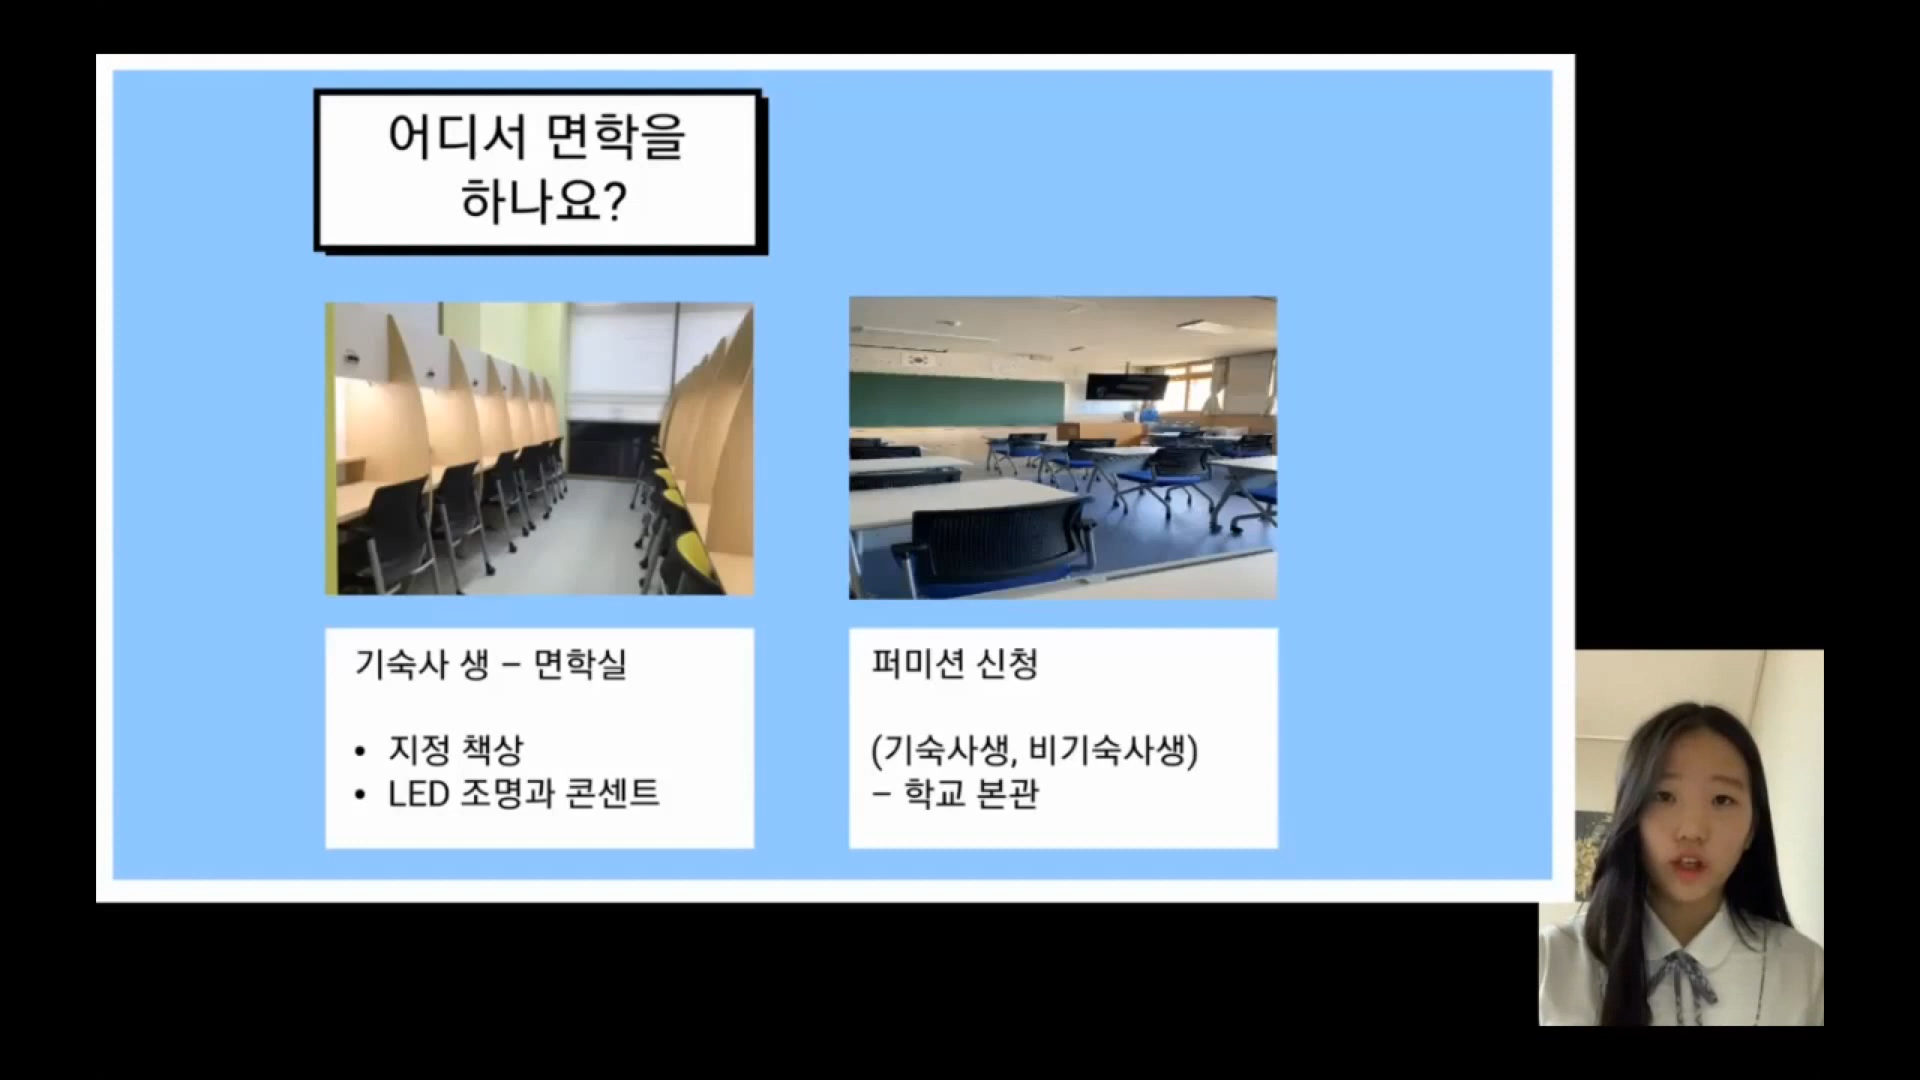 어디서 면학을
하나요?
기숙사 생 – 면학실
• 지정 책상
• LED 조명과 콘센트
퍼미션 신청
(기숙사생, 비기숙사생)
– 학교 본관